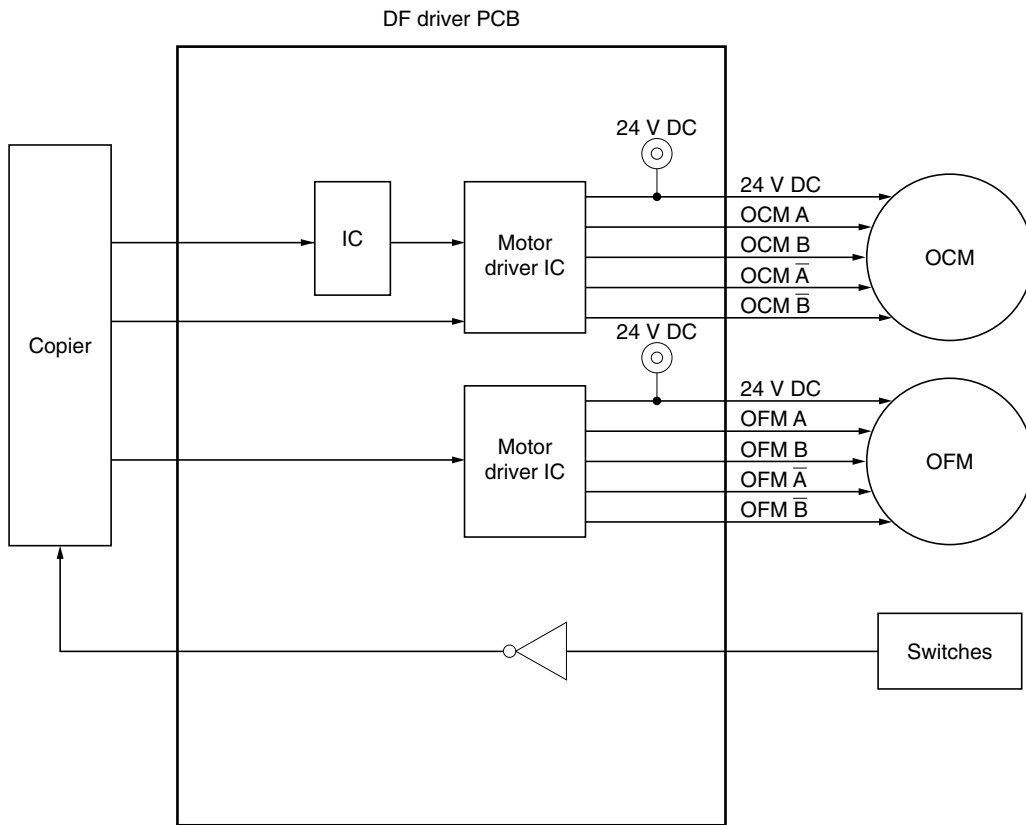 DF driver PCB
24 V DC
24 V DC
OCM A
OCM B
OCM A̅
OCM B̅
IC
Motor
driver IC
OCM
Copier
24 V DC
24 V DC
OFM A
OFM B
OFM A̅
OFM B̅
Motor
driver IC
OFM
Switches